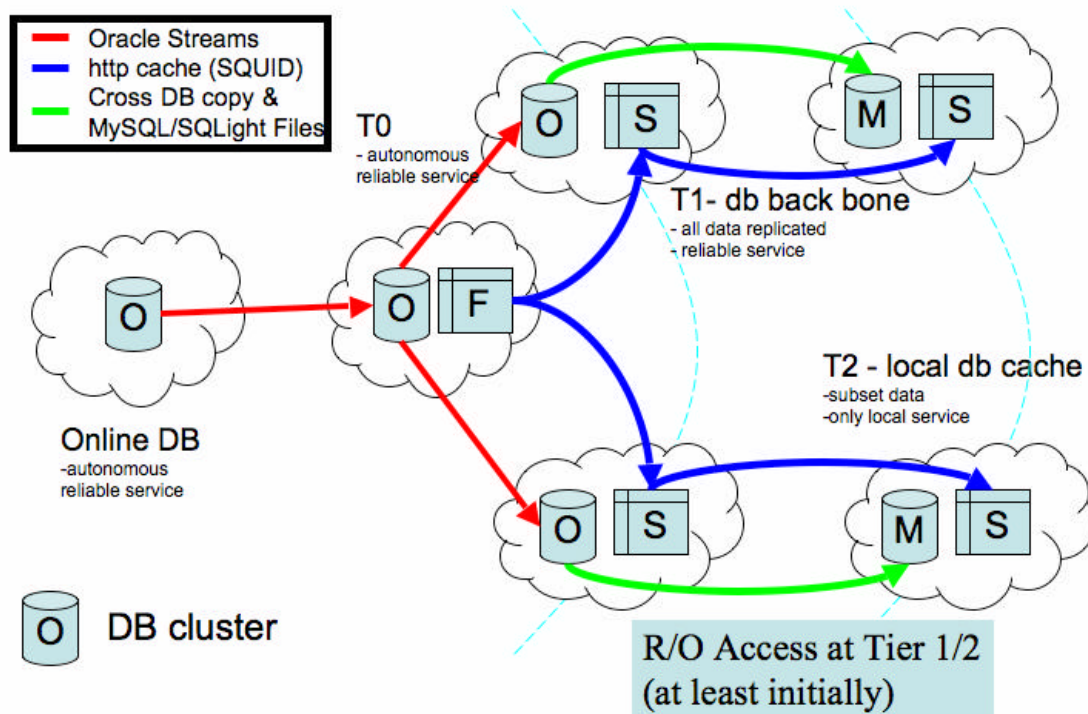 Oracle Streams
http cache (SQUID)
Cross DB copy &
MySQL/SQLight Files
T0
- autonomous
reliable service
O
S
M
S
T1- db back bone
- all data replicated
- reliable service
O
O
F
T2 - local db cache
-subset data
-only local service
Online DB
-autonomous
reliable service
O
S
M
S
O
DB cluster
R/O Access at Tier 1/2
(at least initially)